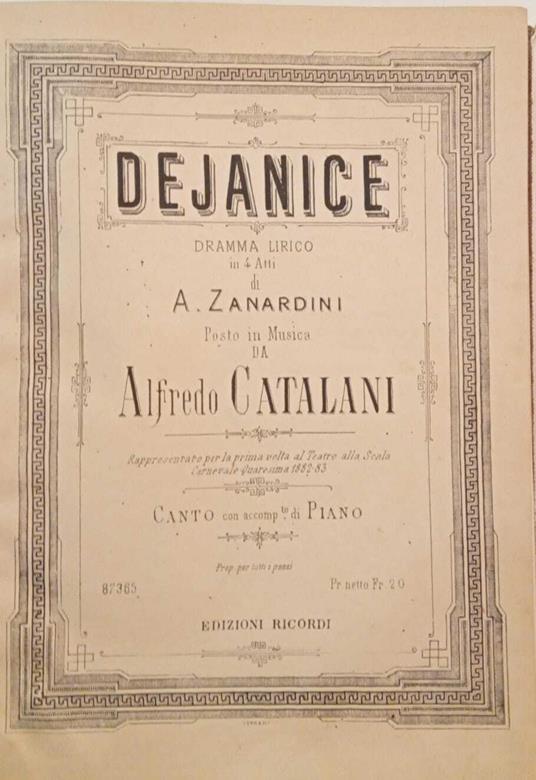 DEJANICE
DRAMMA LIRICO
in 4 Atti
di
A. ZANARDINI
Posto in Musica
DA
Alfredo CATALANI
Rappresentato per la prima volta al Teatro alla Scala
Carnevale-Quaresima 1882-83
CANTO con accomp.to di PIANO
Prop. per tutti i paesi
87365 Pr. netto Fr. 20
EDIZIONI RICORDI